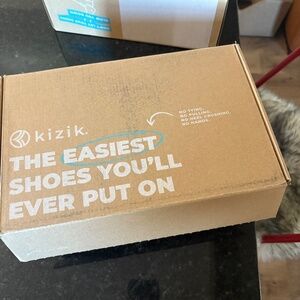 kizik.
THE EASIEST
SHOES YOU'LL
EVER PUT ON
NO TYING.
NO PULLING.
NO HEEL CRUSHING.
NO HANDS.